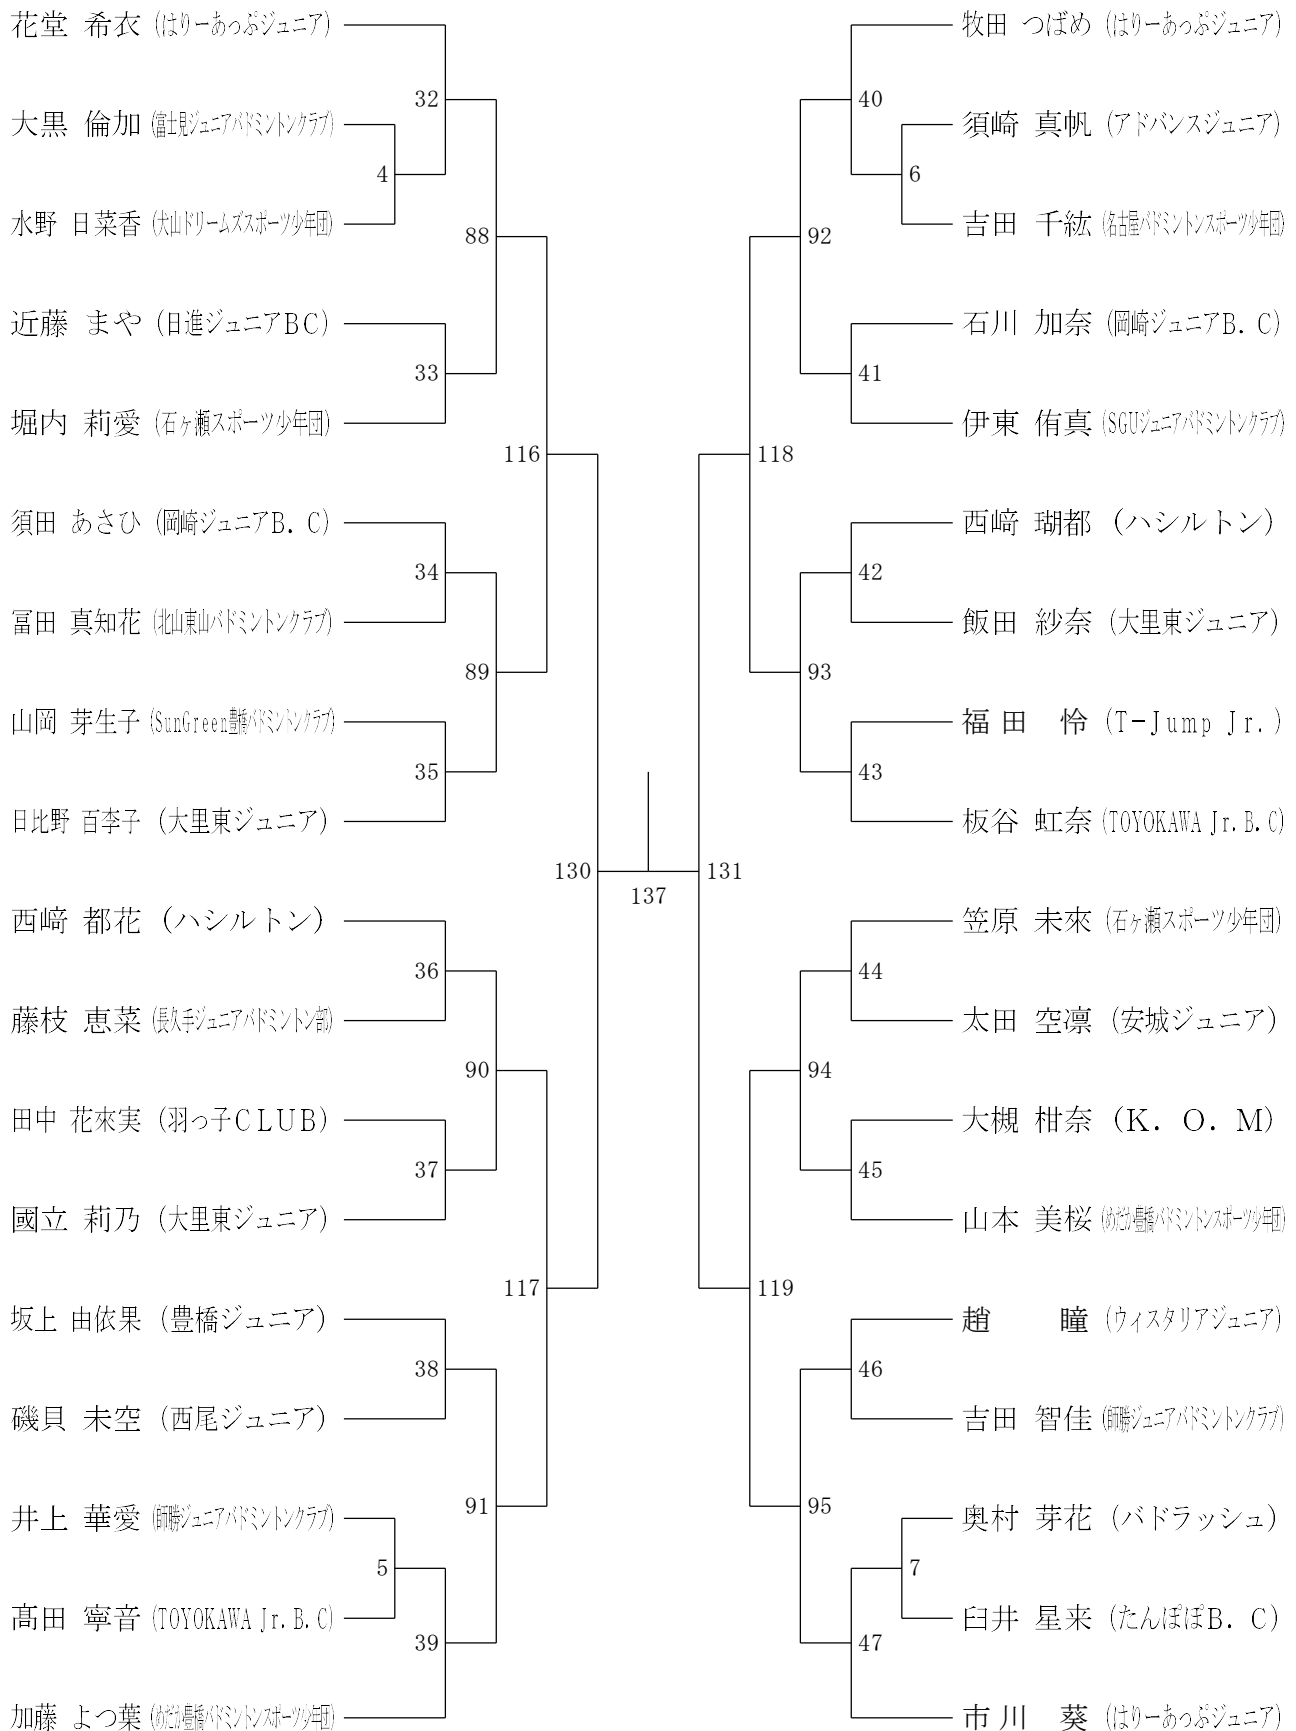 花堂 希衣 (はりーあっぷジュニア)
32
大黒 倫加 (富士見ジュニアバドミントンクラブ)
4
水野 日菜香 (犬山ドリームズスポーツ少年団)
88
近藤 まや (日進ジュニアBC)
33
堀内 莉愛 (石ヶ瀬スポーツ少年団)
116
須田 あさひ (岡崎ジュニアB.C)
34
冨田 真知花 (北山東山バドミントンクラブ)
89
山岡 芽生子 (SunGreen豊橋バドミントンクラブ)
35
日比野 百李子 (大里東ジュニア)
130
西﨑 都花 (ハシルトン)
36
藤枝 恵菜 (長久手ジュニアバドミントン部)
90
田中 花來実 (羽っ子CLUB)
37
國立 莉乃 (大里東ジュニア)
117
坂上 由依果 (豊橋ジュニア)
38
磯貝 未空 (西尾ジュニア)
91
井上 華愛 (師勝ジュニアバドミントンクラブ)
5
髙田 寧音 (TOYOKAWA Jr.B.C)
39
加藤 よつ葉 (めだか豊橋バドミントンスポーツ少年団)
137
牧田 つばめ (はりーあっぷジュニア)
40
須崎 真帆 (アドバンスジュニア)
6
吉田 千紘 (名古屋バドミントンスポーツ少年団)
92
石川 加奈 (岡崎ジュニアB.C)
41
伊東 侑真 (SGUジュニアバドミントンクラブ)
118
西﨑 瑚都 (ハシルトン)
42
飯田 紗奈 (大里東ジュニア)
93
福田 怜 (T-Jump Jr.)
43
板谷 虹奈 (TOYOKAWA Jr.B.C)
131
笠原 未來 (石ヶ瀬スポーツ少年団)
44
太田 空凛 (安城ジュニア)
94
大槻 柑奈 (K.O.M)
45
山本 美桜 (めだか豊橋バドミントンスポーツ少年団)
119
趙 瞳 (ウィスタリアジュニア)
46
吉田 智佳 (師勝ジュニアバドミントンクラブ)
95
奥村 芽花 (バドラッシュ)
7
臼井 星来 (たんぽぽB.C)
47
市川 葵 (はりーあっぷジュニア)